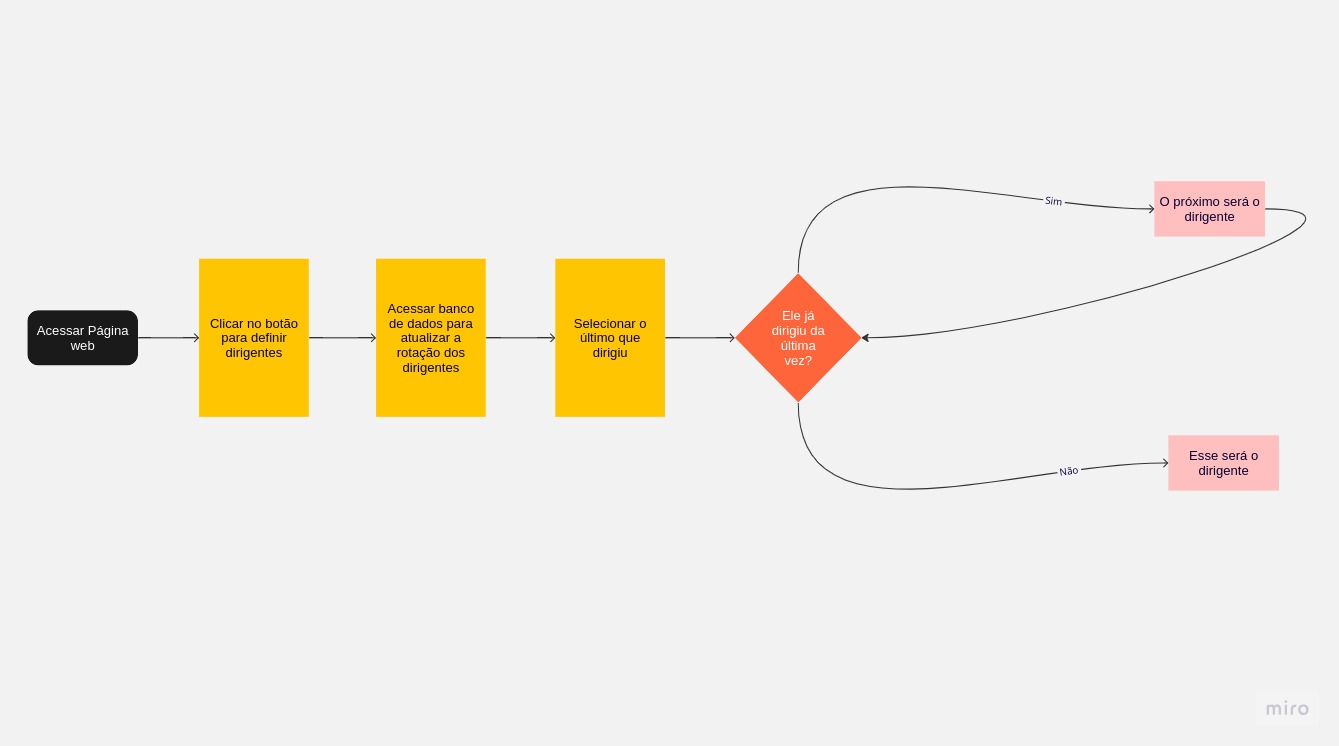 Acessar Página
web
Clicar no botão
para definir
dirigentes
Acessar banco
de dados para
atualizar a
rotação dos
dirigentes
Selecionar o
último que
dirigiu
Ele já
dirigiu da
última
vez?
Sim
O próximo será o
dirigente
Não
Esse será o
dirigente
miro